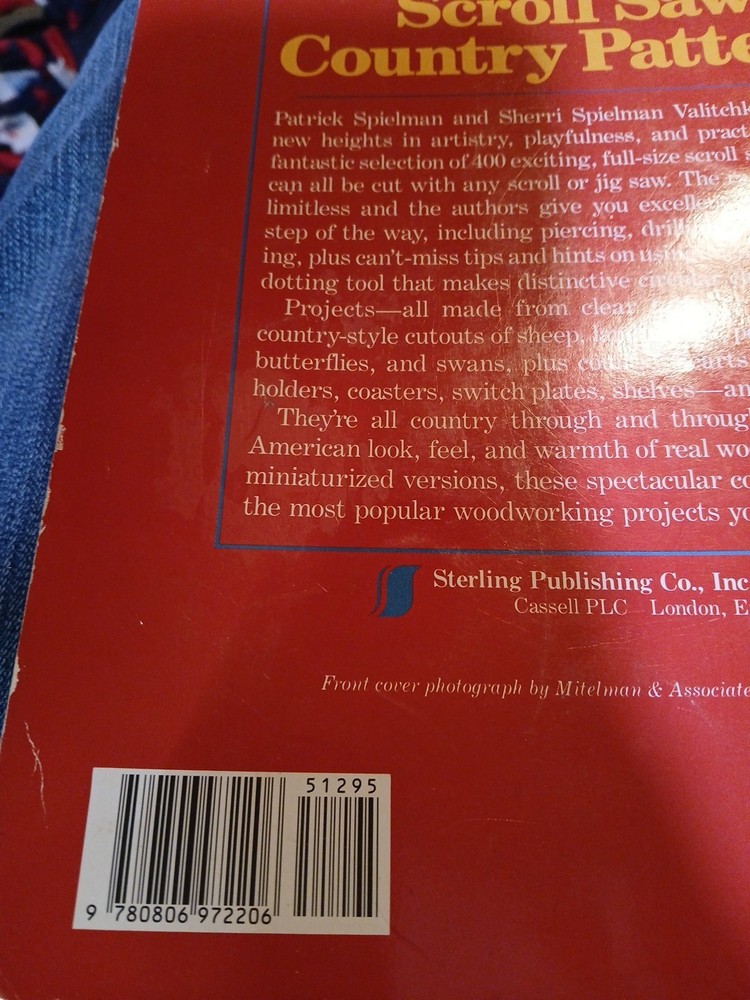 Scroll Saw
Country Patte
Patrick Spielman and Sherri Spielman Valitchk
new heights in artistry, playfulness, and pract
fantastic selection of 400 exciting, full-size scroll s
can all be cut with any scroll or jig saw. The
limitless and the authors give you excelle
step of the way, including piercing, dril
ing, plus can't-miss tips and hints on using
dotting tool that makes distinctive circular
Projects—all made from clear
country-style cutouts of sheep,
butterflies, and swans, plus
holders, coasters, switch plates, shelves—an
They're all country through and throug
American look, feel, and warmth of real wo
miniaturized versions, these spectacular co
the most popular woodworking projects yo
Sterling Publishing Co., Inc
Cassell PLC London, E
Front cover photograph by Mitelman & Associate
51295
9 780806 972206